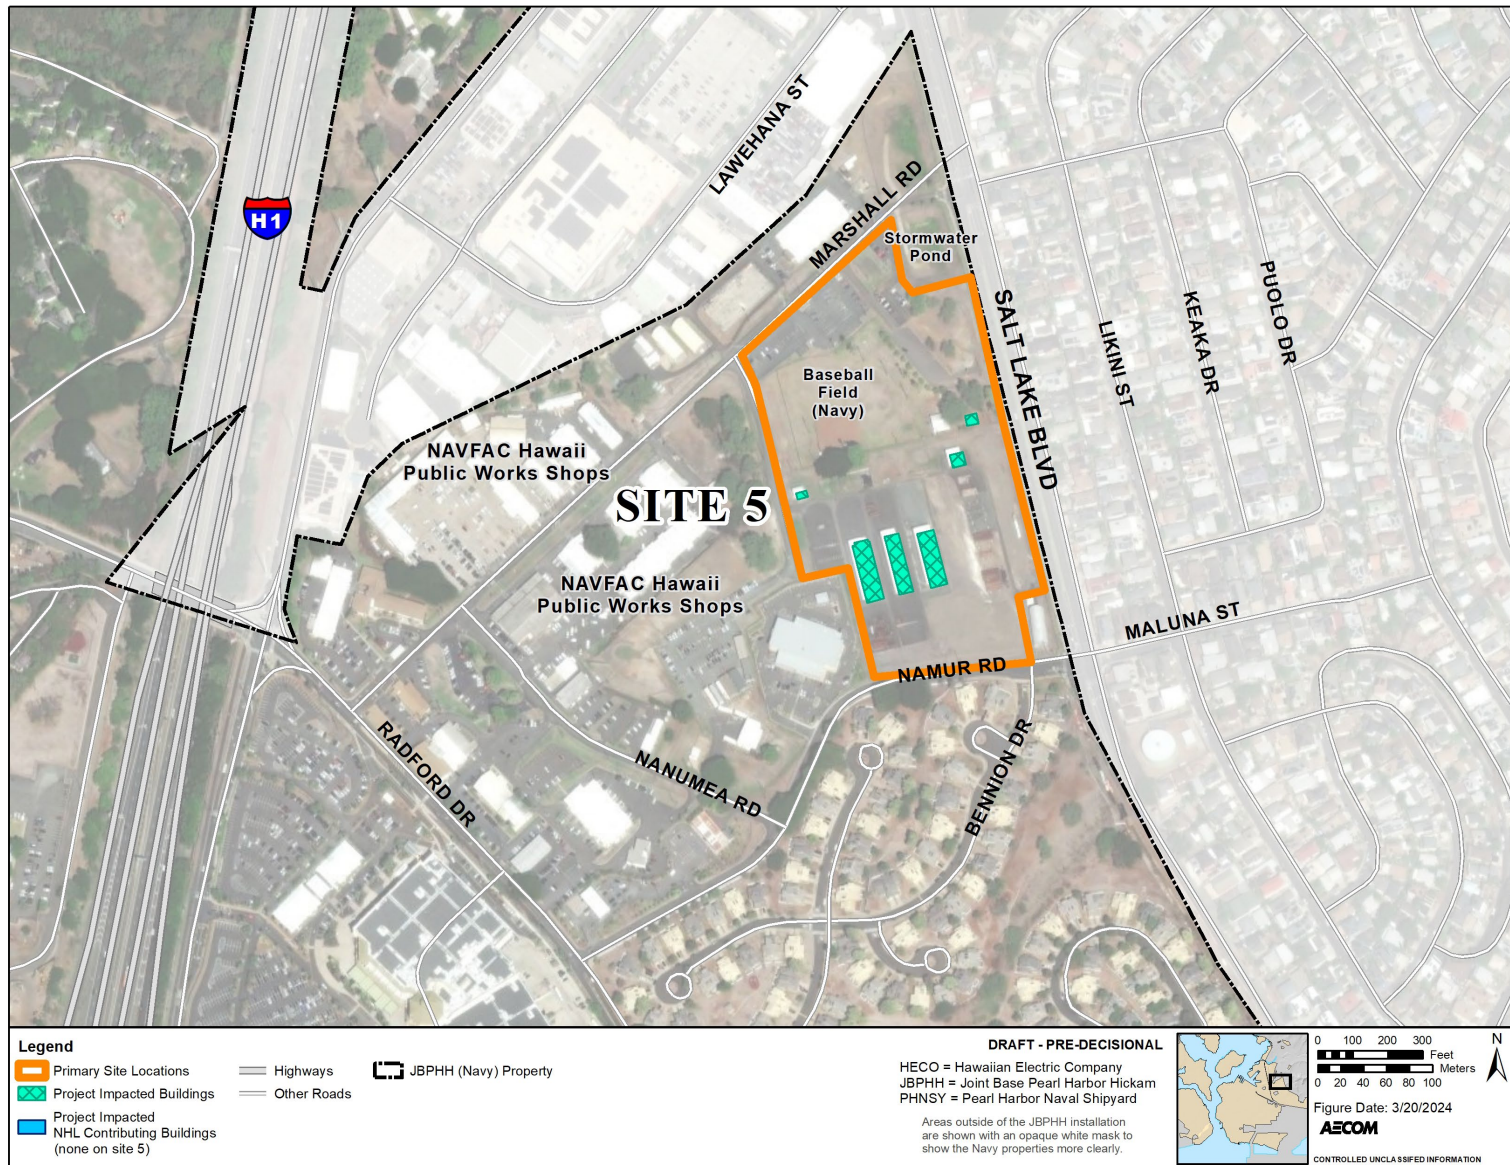 LAWEHANA ST
H1
MARSHALL RD
Stormwater
Pond
SALT LAKE BLVD
LIKINI ST
KEAKA DR
PUOLO DR
Baseball
Field
(Navy)
NAVFAC Hawaii
Public Works Shops
SITE 5
NAVFAC Hawaii
Public Works Shops
MALUNA ST
NAMUR RD
RADFORD DR
NANUMEA RD
BENNION DR
Legend
Primary Site Locations
Project Impacted Buildings
Project Impacted
NHL Contributing Buildings
(none on site 5)
Highways
Other Roads
JBPHH (Navy) Property
DRAFT - PRE-DECISIONAL
HECO = Hawaiian Electric Company
JBPHH = Joint Base Pearl Harbor Hickam
PHNSY = Pearl Harbor Naval Shipyard
Areas outside of the JBPHH installation
are shown with an opaque white mask to
show the Navy properties more clearly.
0 100 200 300
Feet
Meters
0 20 40 60 80 100
N
Figure Date: 3/20/2024
AECOM
CONTROLLED UNCLASSIFED INFORMATION